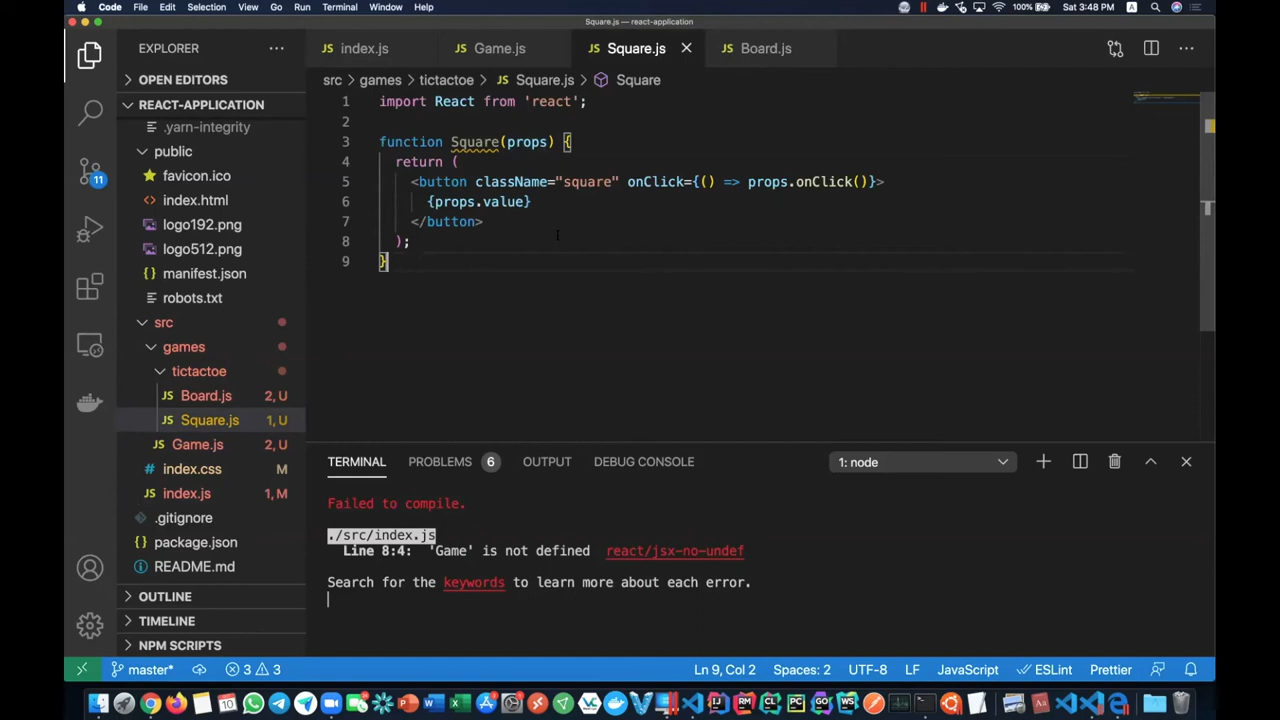 Code File Edit Selection View Go Run Terminal Window Help 100% A Sat 3:48 PM
Square.js — react-application
EXPLORER
index.js Game.js Square.js Board.js
OPEN EDITORS
src > games > tictactoe > JS Square.js > Square
REACT-APPLICATION
.yarn-integrity
public
JS favicon.ico
index.html
logo192.png
logo512.png
manifest.json
robots.txt
src
games
tictactoe
JS Board.js 2, U
JS Square.js 1, U
JS Game.js 2, U
index.css M
JS index.js 1, M
.gitignore
package.json
README.md
OUTLINE
TIMELINE
NPM SCRIPTS
1 import React from 'react';
2
3 function Square(props) {
4 return (
5 <button className="square" onClick={() => props.onClick()}>
6 {props.value}
7 </button>
8 );
9 }
TERMINAL PROBLEMS 6 OUTPUT DEBUG CONSOLE 1: node
Failed to compile.
./src/index.js
Line 8:4: 'Game' is not defined react/jsx-no-undef
Search for the keywords to learn more about each error.
11
master* 3 3 Ln 9, Col 2 Spaces: 2 UTF-8 LF JavaScript ESLint Prettier